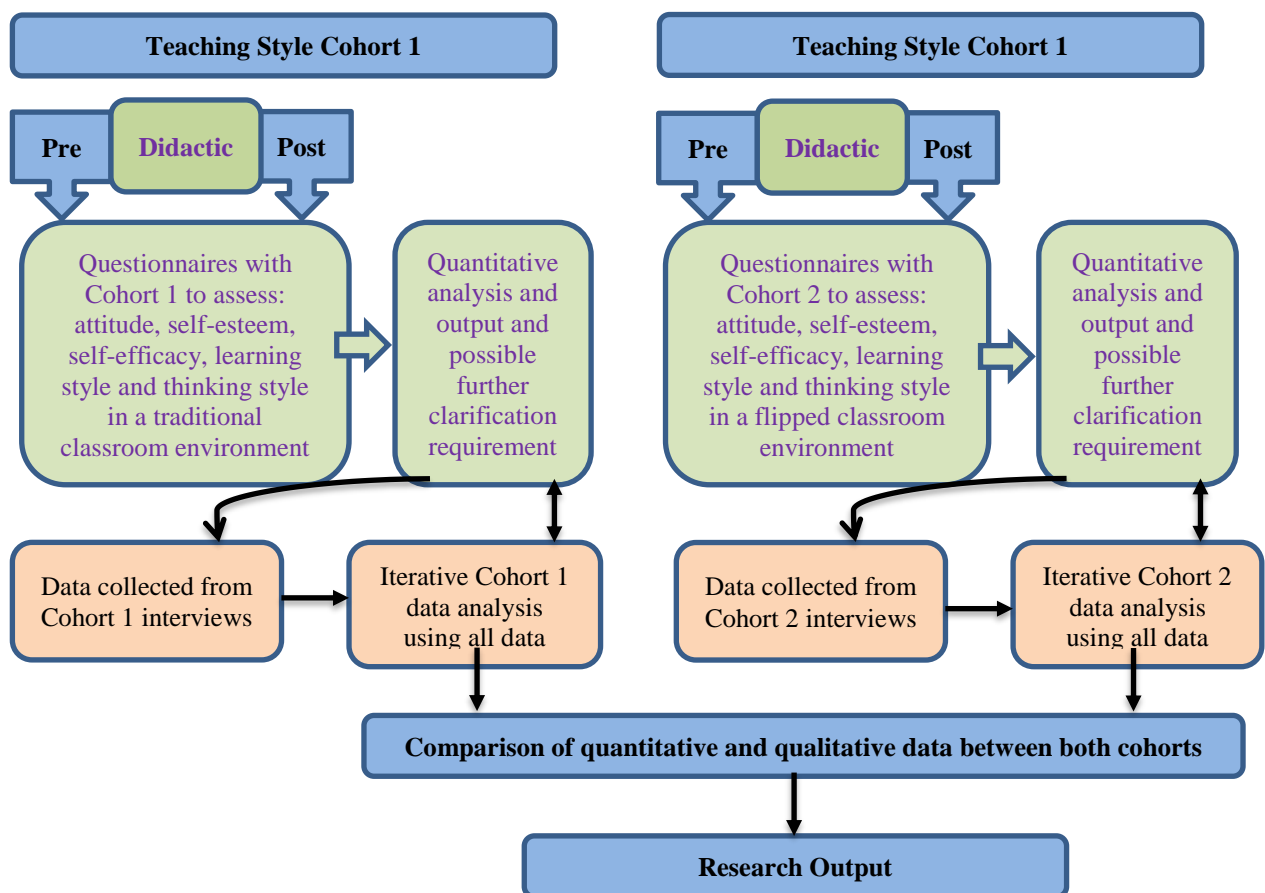 Teaching Style Cohort 1
Pre
Didactic
Post
Questionnaires with
Cohort 1 to assess:
attitude, self-esteem,
self-efficacy, learning
style and thinking style
in a traditional
classroom environment
Quantitative
analysis and
output and
possible
further
clarification
requirement
Data collected from
Cohort 1 interviews
Iterative Cohort 1
data analysis
using all data
Teaching Style Cohort 1
Pre
Didactic
Post
Questionnaires with
Cohort 2 to assess:
attitude, self-esteem,
self-efficacy, learning
style and thinking style
in a flipped classroom
environment
Quantitative
analysis and
output and
possible
further
clarification
requirement
Data collected from
Cohort 2 interviews
Iterative Cohort 2
data analysis
using all data
Comparison of quantitative and qualitative data between both cohorts
Research Output